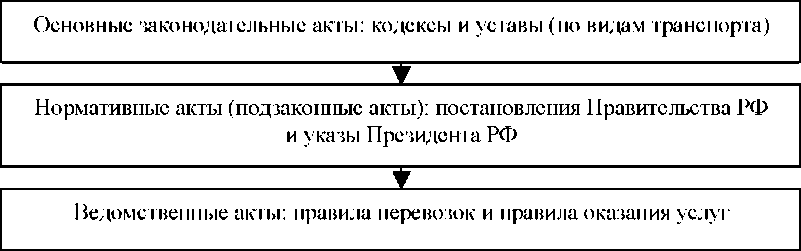 Основные законодательные акты: кодексы и уставы (по видам транспорта)
Нормативные акты (подзаконные акты): постановления Правительства РФ
и указы Президента РФ
Ведомственные акты: правила перевозок и правила оказания услуг